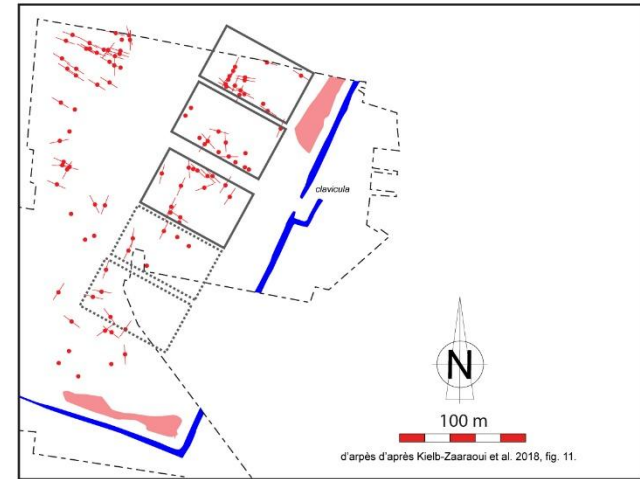 clavicula
N
100 m
d'arpès d'après Kielb-Zaaraoui et al. 2018, fig. 11.